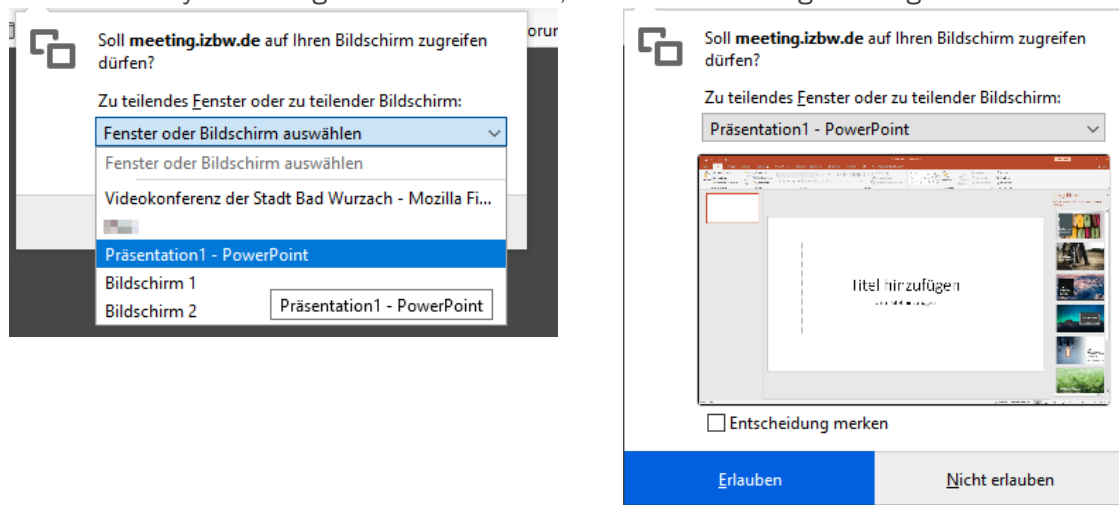 Soll meeting.izbw.de auf Ihren Bildschirm zugreifen
dürfen?
Zu teilendes Fenster oder zu teilender Bildschirm:
Fenster oder Bildschirm auswählen
Fenster oder Bildschirm auswählen
Videokonferenz der Stadt Bad Wurzach - Mozilla Fi...
Präsentation1 - PowerPoint
Bildschirm 1
Bildschirm 2
Präsentation1 - PowerPoint
Soll meeting.izbw.de auf Ihren Bildschirm zugreifen
dürfen?
Zu teilendes Fenster oder zu teilender Bildschirm:
Präsentation1 - PowerPoint
Titel hinzufügen
Entscheidung merken
Erlauben
Nicht erlauben